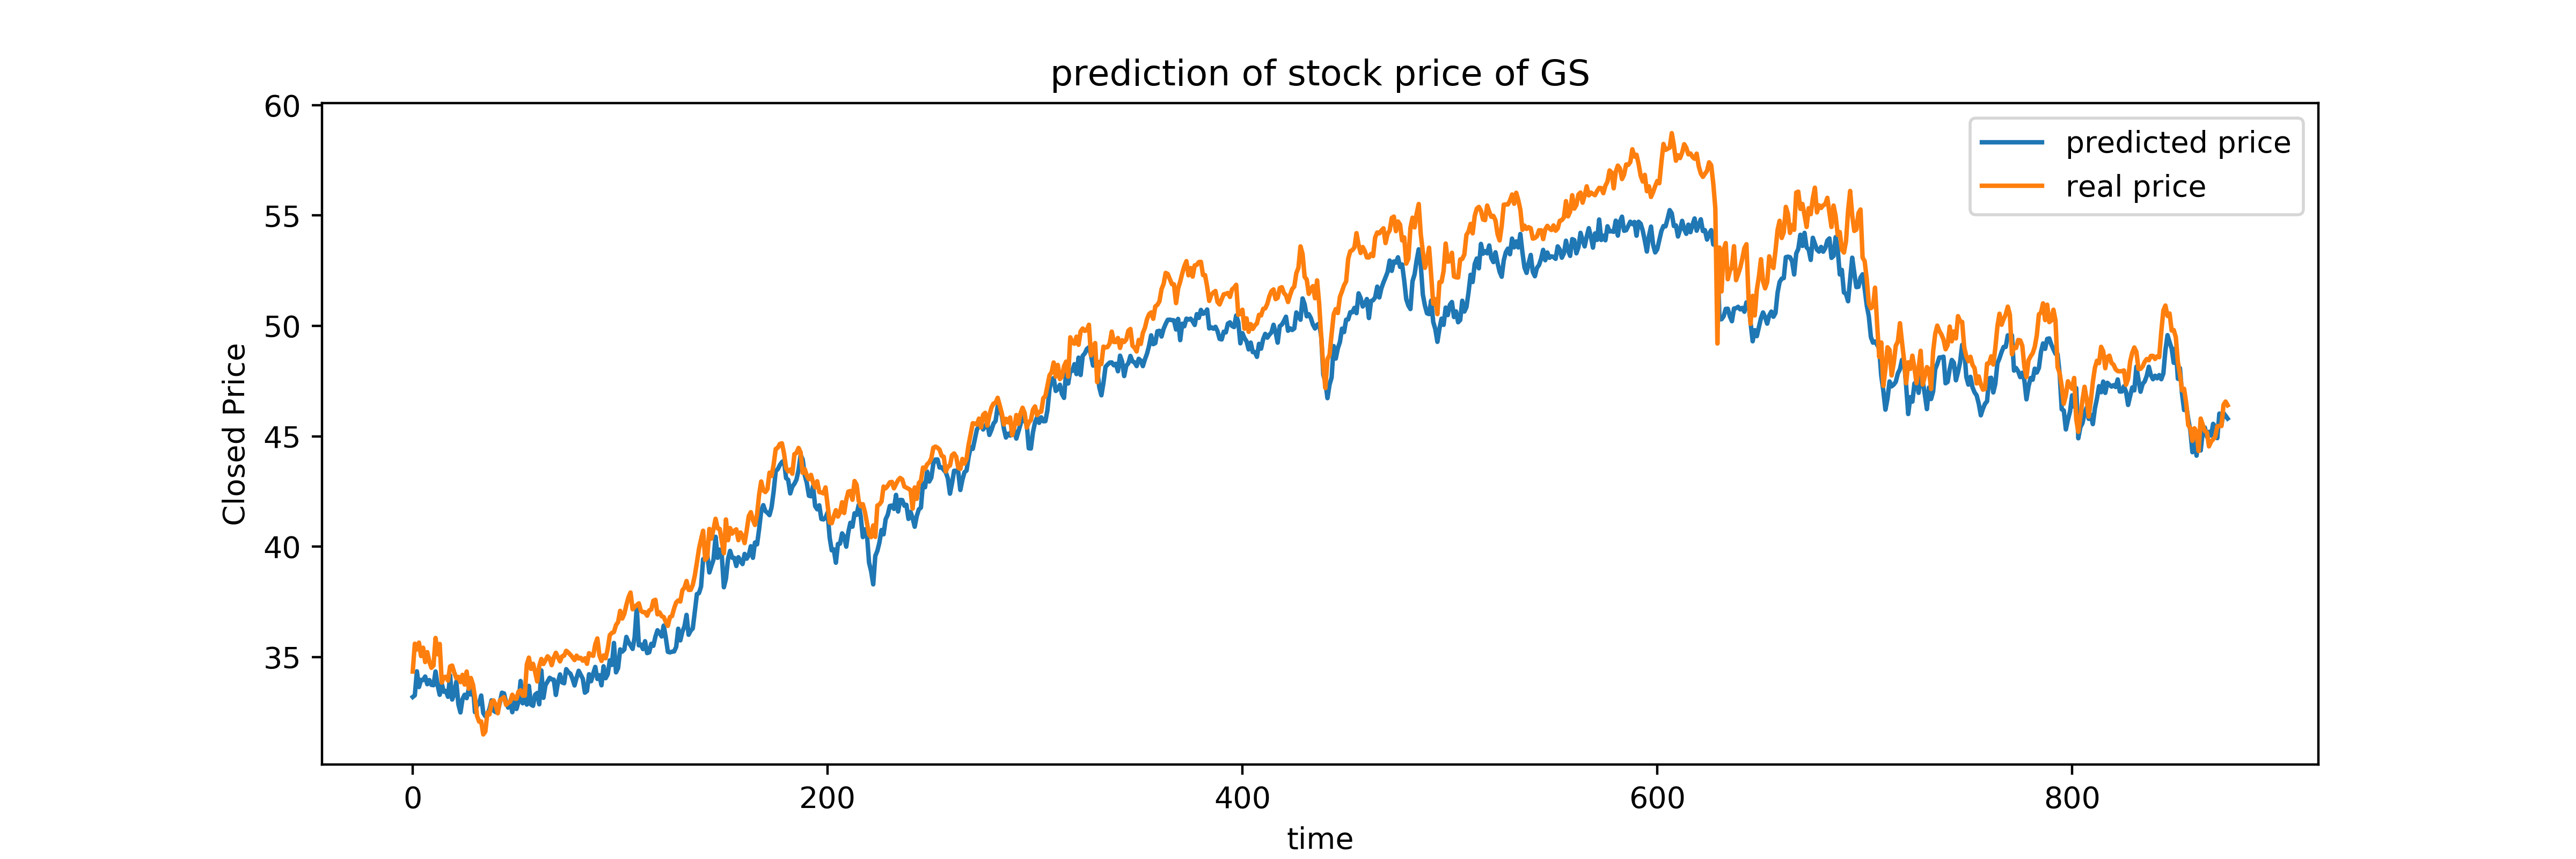 prediction of stock price of GS
60
55
50
45
40
35
Closed Price
predicted price
real price
0 200 400 600 800
time